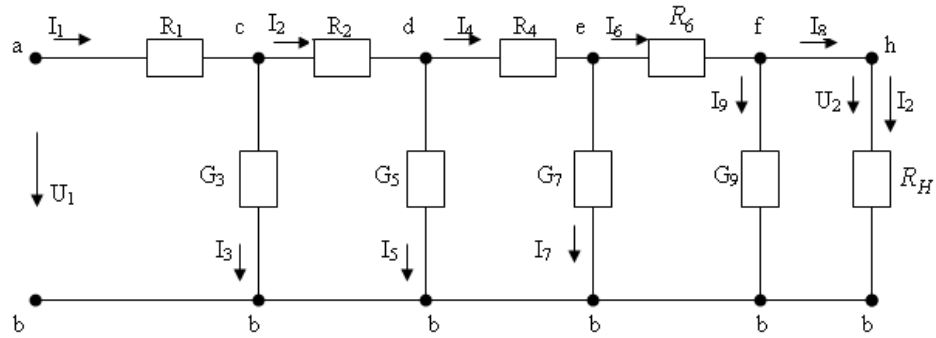 a I₁ R₁ c I₂ R₂ d I₄ R₄ e I₆ R₆ f I₈ h
I₉ U₂ I₂
U₁ G₃ G₅ G₇ G₉ R_H
I₃ I₅ I₇
b b b b b b